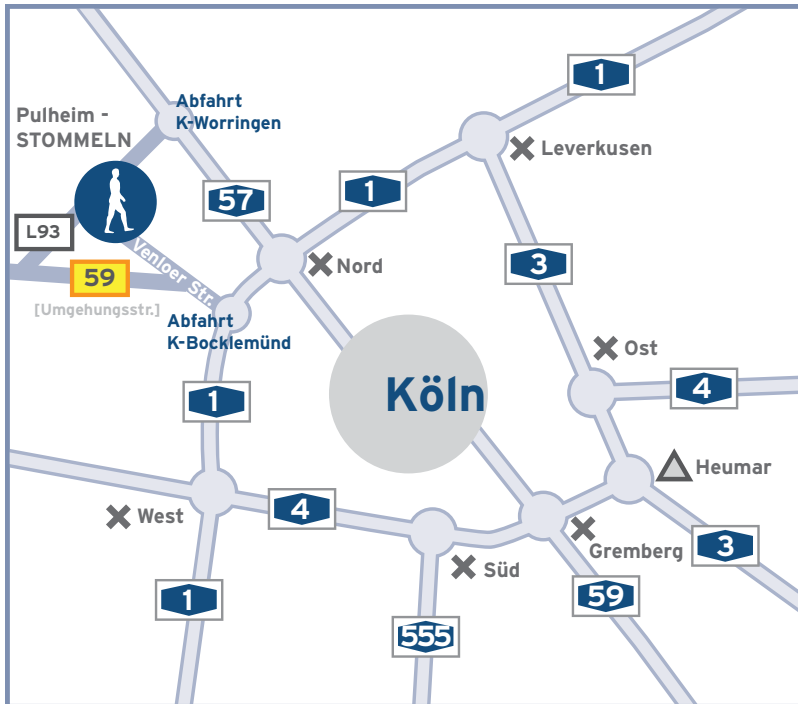 1
Abfahrt
K-Worringen
Pulheim -
STOMMELN
Leverkusen
57
1
L93
Venloer Str.
3
Nord
59
[Umgehungsstr.]
Abfahrt
K-Bocklemünd
Ost
Köln
4
1
Heumar
4
West
Gremberg
3
Süd
1
59
555